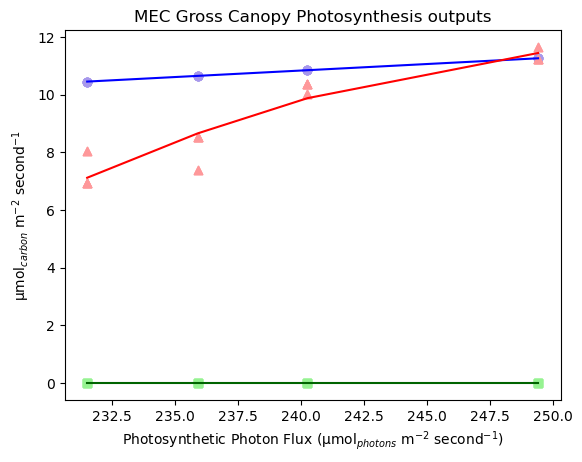 MEC Gross Canopy Photosynthesis outputs
12
10
8
6
4
2
0
µmol_carbon m⁻² second⁻¹
232.5 235.0 237.5 240.0 242.5 245.0 247.5 250.0
Photosynthetic Photon Flux (µmol_photons m⁻² second⁻¹)